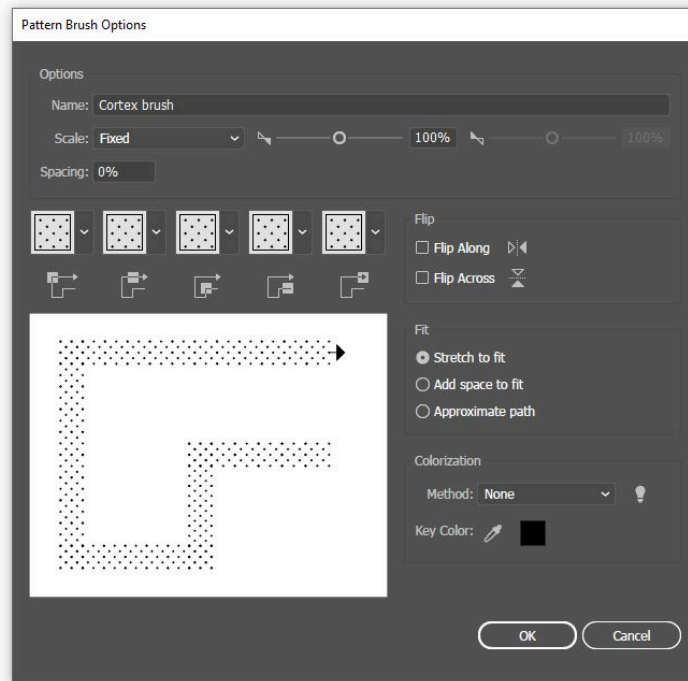 Pattern Brush Options
Options
Name: Cortex brush
Scale: Fixed 100% 100%
Spacing: 0%
Flip
Flip Along
Flip Across
Fit
Stretch to fit
Add space to fit
Approximate path
Colorization
Method: None
Key Color:
OK Cancel